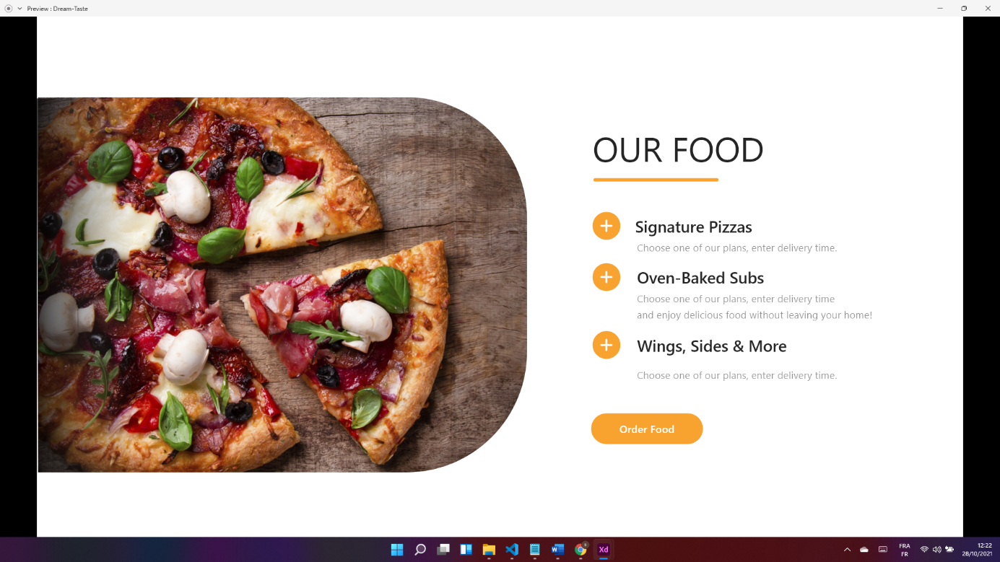 Preview : Dream-Taste
OUR FOOD
Signature Pizzas
Choose one of our plans, enter delivery time.
Oven-Baked Subs
Choose one of our plans, enter delivery time
and enjoy delicious food without leaving your home!
Wings, Sides & More
Choose one of our plans, enter delivery time.
Order Food
W
5
Xd
FRA
FR
12:22
28/10/2021